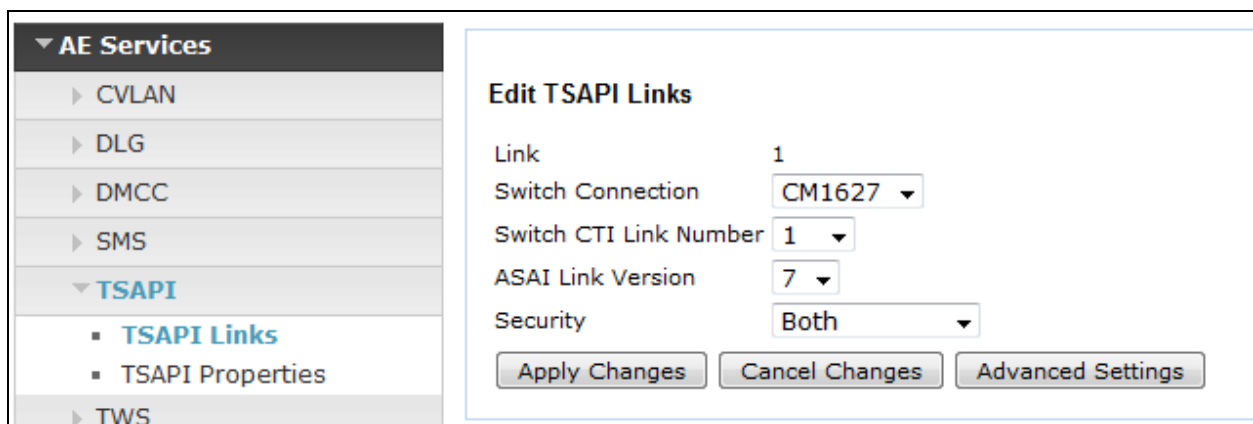 AE Services
CVLAN
DLG
DMCC
SMS
TSAPI
TSAPI Links
TSAPI Properties
TWS
Edit TSAPI Links
Link 1
Switch Connection CM1627
Switch CTI Link Number 1
ASAI Link Version 7
Security Both
Apply Changes Cancel Changes Advanced Settings